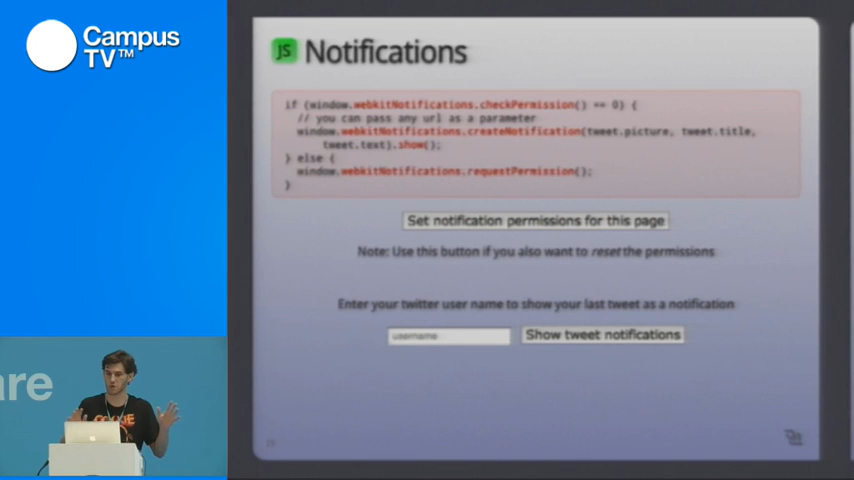 Campus
TV™
JS Notifications
if (window.webkitNotifications.checkPermission() == 0) {
// you can pass any url as a parameter
window.webkitNotifications.createNotification(tweet.picture, tweet.title,
tweet.text).show();
} else {
window.webkitNotifications.requestPermission();
}
Set notification permissions for this page
Note: Use this button if you also want to reset the permissions
Enter your twitter user name to show your last tweet as a notification
username
Show tweet notifications
are